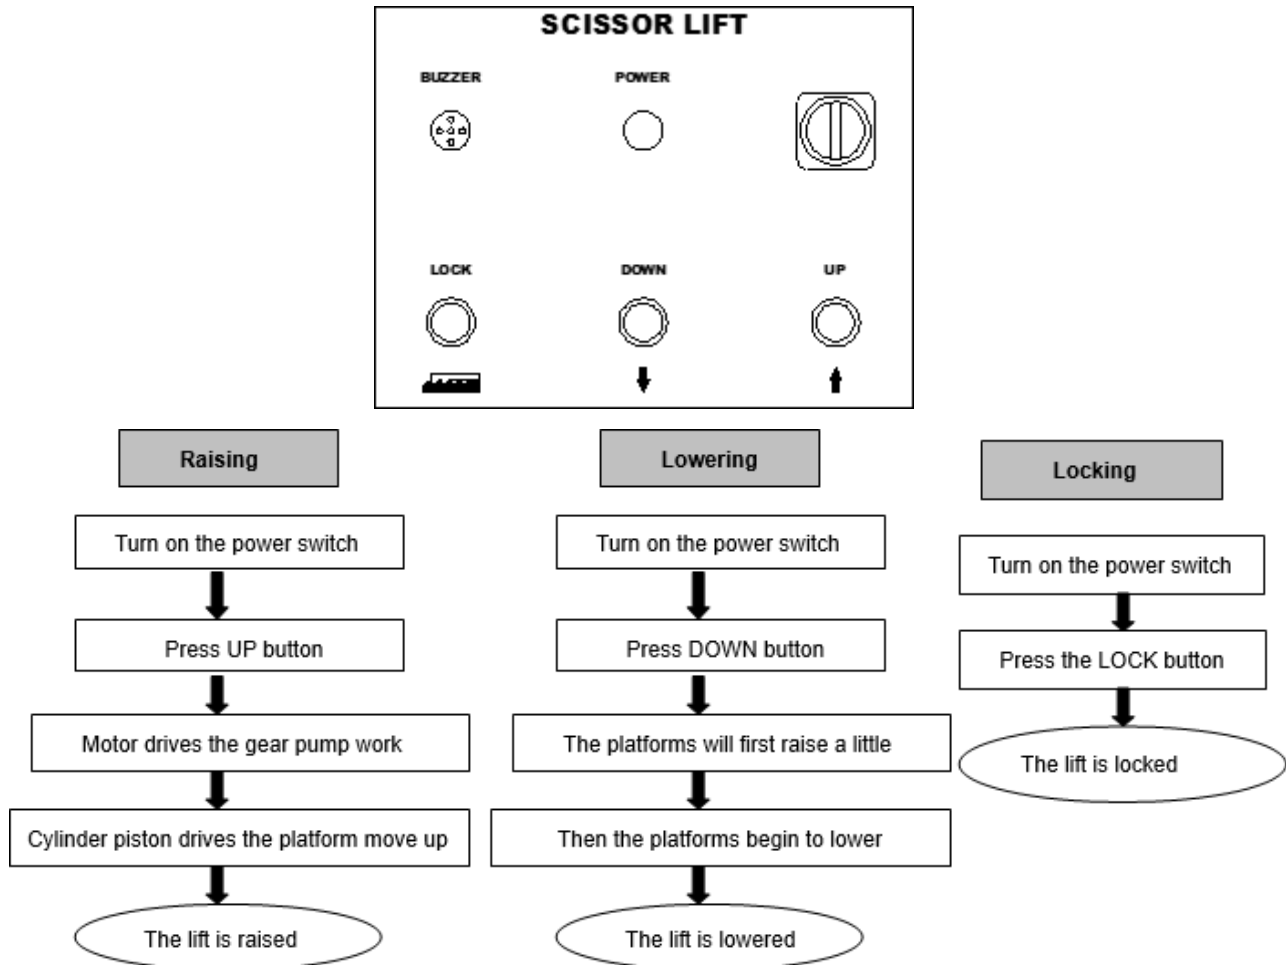 SCISSOR LIFT
BUZZER
POWER
LOCK
DOWN
UP
Raising
Turn on the power switch
Press UP button
Motor drives the gear pump work
Cylinder piston drives the platform move up
The lift is raised
Lowering
Turn on the power switch
Press DOWN button
The platforms will first raise a little
Then the platforms begin to lower
The lift is lowered
Locking
Turn on the power switch
Press the LOCK button
The lift is locked